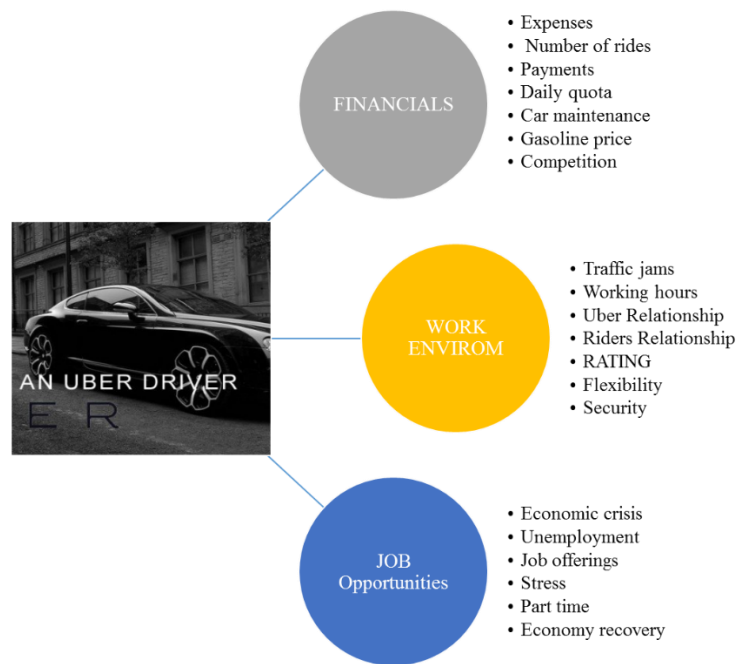 FINANCIALS
• Expenses
• Number of rides
• Payments
• Daily quota
• Car maintenance
• Gasoline price
• Competition
AN UBER DRIVER
E R
WORK
ENVIROM
• Traffic jams
• Working hours
• Uber Relationship
• Riders Relationship
• RATING
• Flexibility
• Security
JOB
Opportunities
• Economic crisis
• Unemployment
• Job offerings
• Stress
• Part time
• Economy recovery